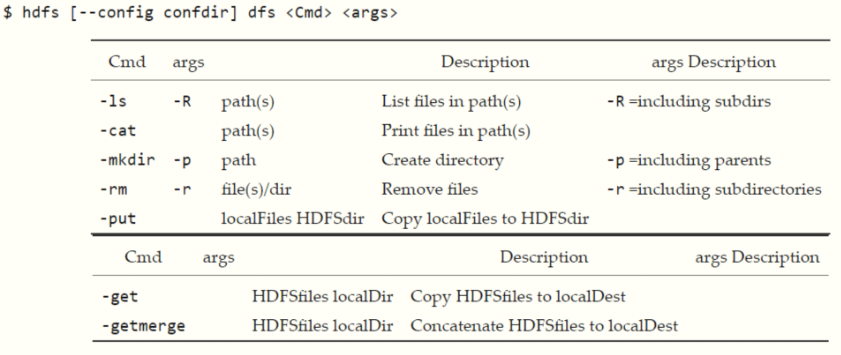 $ hdfs [--config confdir] dfs <Cmd> <args>
Cmd args Description args Description
-ls -R path(s) List files in path(s) -R =including subdirs
-cat path(s) Print files in path(s)
-mkdir -p path Create directory -p =including parents
-rm -r file(s)/dir Remove files -r =including subdirectories
-put localFiles HDFSdir Copy localFiles to HDFSdir
Cmd args Description args Description
-get HDFSfiles localDir Copy HDFSfiles to localDest
-getmerge HDFSfiles localDir Concatenate HDFSfiles to localDest